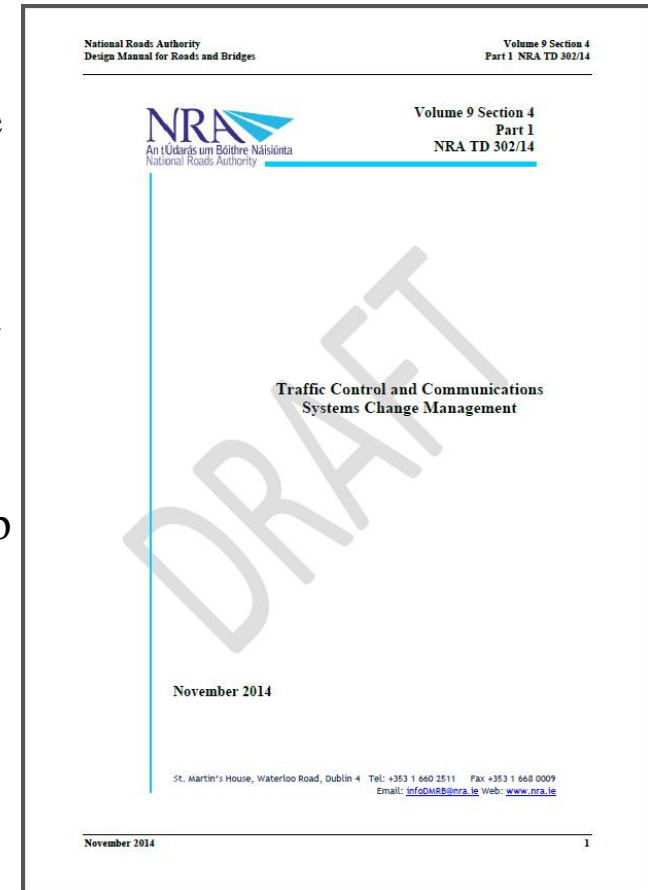 National Roads Authority
Design Manual for Roads and Bridges
Volume 9 Section 4
Part 1 NRA TD 302/14
NRA
An tÚdarás um Bóithre Náisiúnta
National Roads Authority
Volume 9 Section 4
Part 1
NRA TD 302/14
DRAFT
Traffic Control and Communications
Systems Change Management
November 2014
St. Martin's House, Waterloo Road, Dublin 4 Tel: +353 1 660 2511 Fax +353 1 668 0009
Email: infoDMRB@nra.ie Web: www.nra.ie
November 2014
1